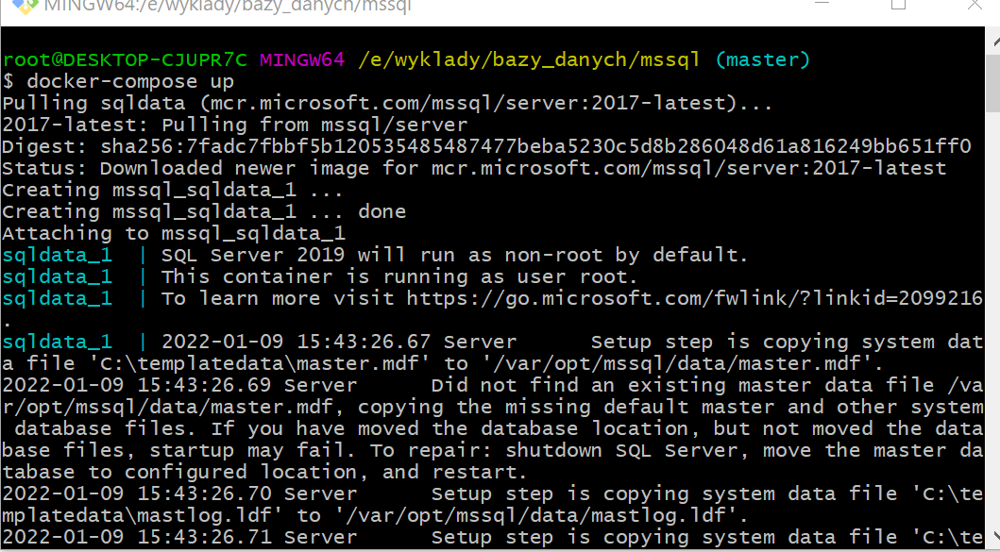 MINGW64:/e/wyklady/bazy_danych/mssql
root@DESKTOP-CJUPR7C MINGW64 /e/wyklady/bazy_danych/mssql (master)
$ docker-compose up
Pulling sqldata (mcr.microsoft.com/mssql/server:2017-latest)...
2017-latest: Pulling from mssql/server
Digest: sha256:7fadc7fbbf5b120535485487477beba5230c5d8b286048d61a816249bb651ff0
Status: Downloaded newer image for mcr.microsoft.com/mssql/server:2017-latest
Creating mssql_sqldata_1 ...
Creating mssql_sqldata_1 ... done
Attaching to mssql_sqldata_1
sqldata_1  | SQL Server 2019 will run as non-root by default.
sqldata_1  | This container is running as user root.
sqldata_1  | To learn more visit https://go.microsoft.com/fwlink/?linkid=2099216
.
sqldata_1  | 2022-01-09 15:43:26.67 Server      Setup step is copying system dat
a file 'C:\templatedata\master.mdf' to '/var/opt/mssql/data/master.mdf'.
2022-01-09 15:43:26.69 Server      Did not find an existing master data file /va
r/opt/mssql/data/master.mdf, copying the missing default master and other system
 database files. If you have moved the database location, but not moved the data
base files, startup may fail. To repair: shutdown SQL Server, move the master da
tabase to configured location, and restart.
2022-01-09 15:43:26.70 Server      Setup step is copying system data file 'C:\te
mplatedata\mastlog.ldf' to '/var/opt/mssql/data/mastlog.ldf'.
2022-01-09 15:43:26.71 Server      Setup step is copying system data file 'C:\te